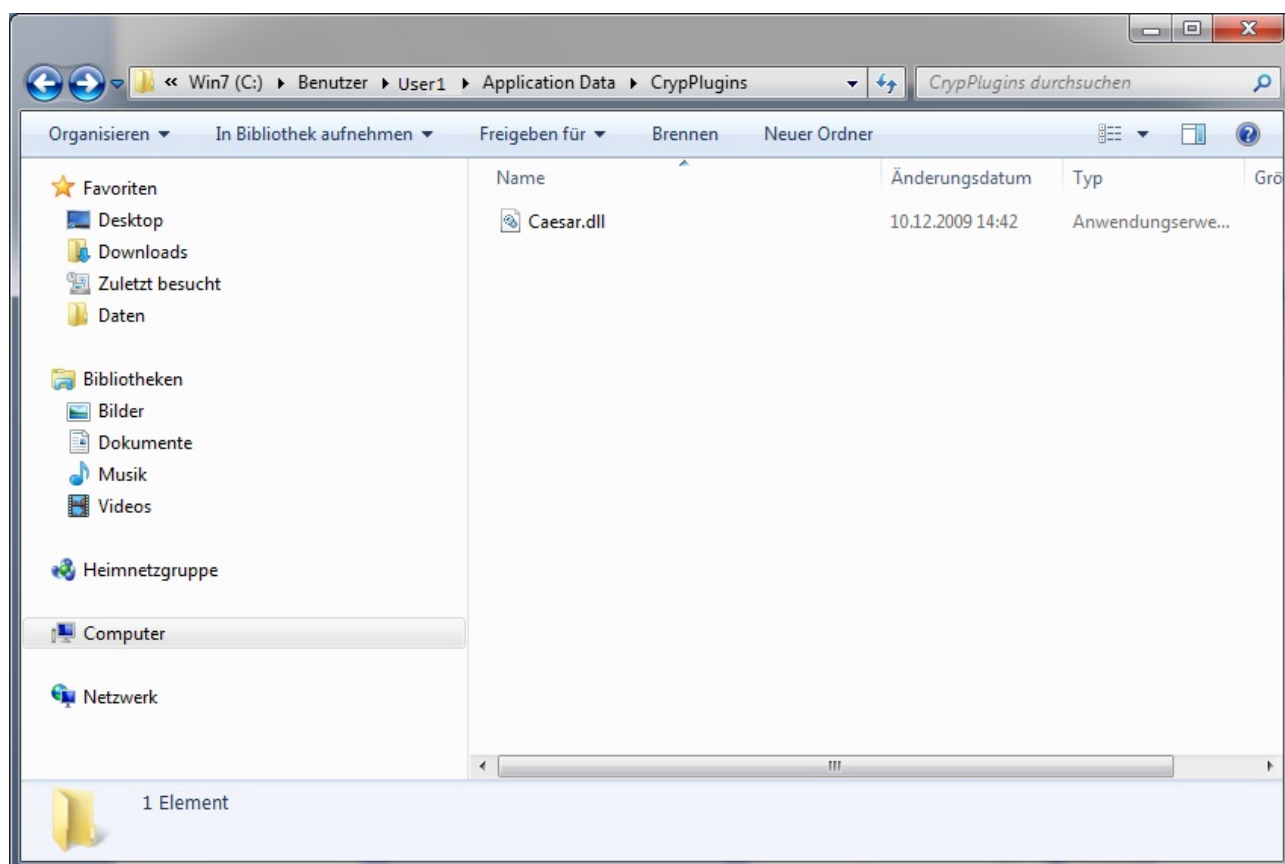 « Win7 (C:) ▸ Benutzer ▸ User1 ▸ Application Data ▸ CrypPlugins
CrypPlugins durchsuchen
Organisieren In Bibliothek aufnehmen Freigeben für Brennen Neuer Ordner
Name Änderungsdatum Typ Grö
Caesar.dll 10.12.2009 14:42 Anwendungserwe...
Favoriten
Desktop
Downloads
Zuletzt besucht
Daten
Bibliotheken
Bilder
Dokumente
Musik
Videos
Heimnetzgruppe
Computer
Netzwerk
1 Element